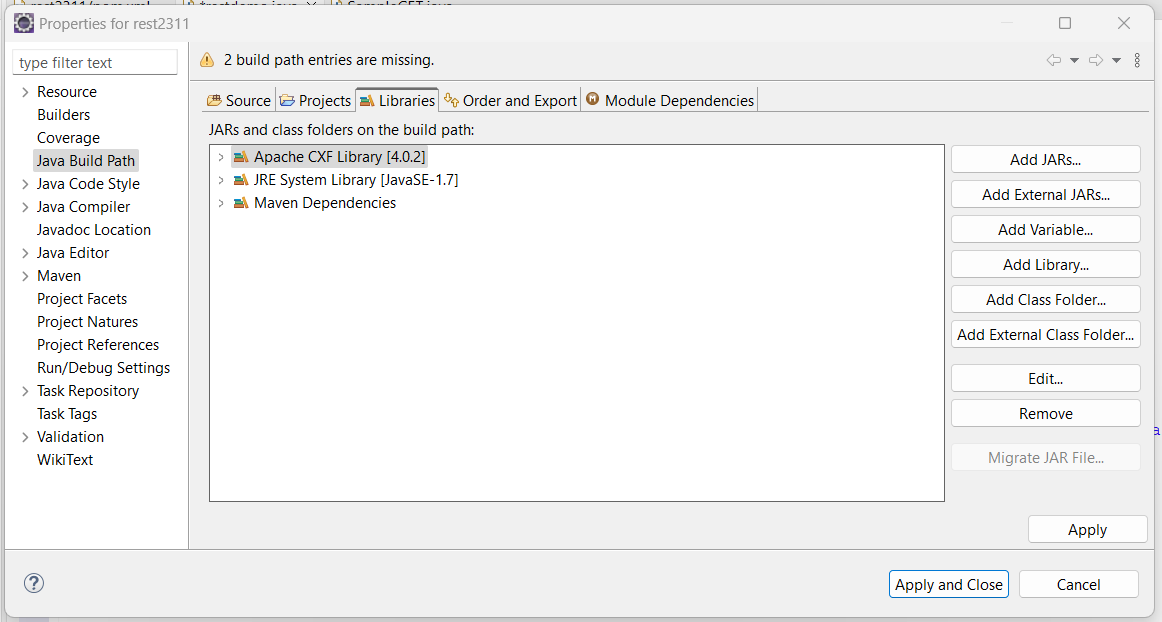 Properties for rest2311
type filter text
Resource
Builders
Coverage
Java Build Path
Java Code Style
Java Compiler
Javadoc Location
Java Editor
Maven
Project Facets
Project Natures
Project References
Run/Debug Settings
Task Repository
Task Tags
Validation
WikiText
2 build path entries are missing.
Source
Projects
Libraries
Order and Export
Module Dependencies
JARs and class folders on the build path:
Apache CXF Library [4.0.2]
JRE System Library [JavaSE-1.7]
Maven Dependencies
Add JARs...
Add External JARs...
Add Variable...
Add Library...
Add Class Folder...
Add External Class Folder...
Edit...
Remove
Migrate JAR File...
Apply
Apply and Close
Cancel